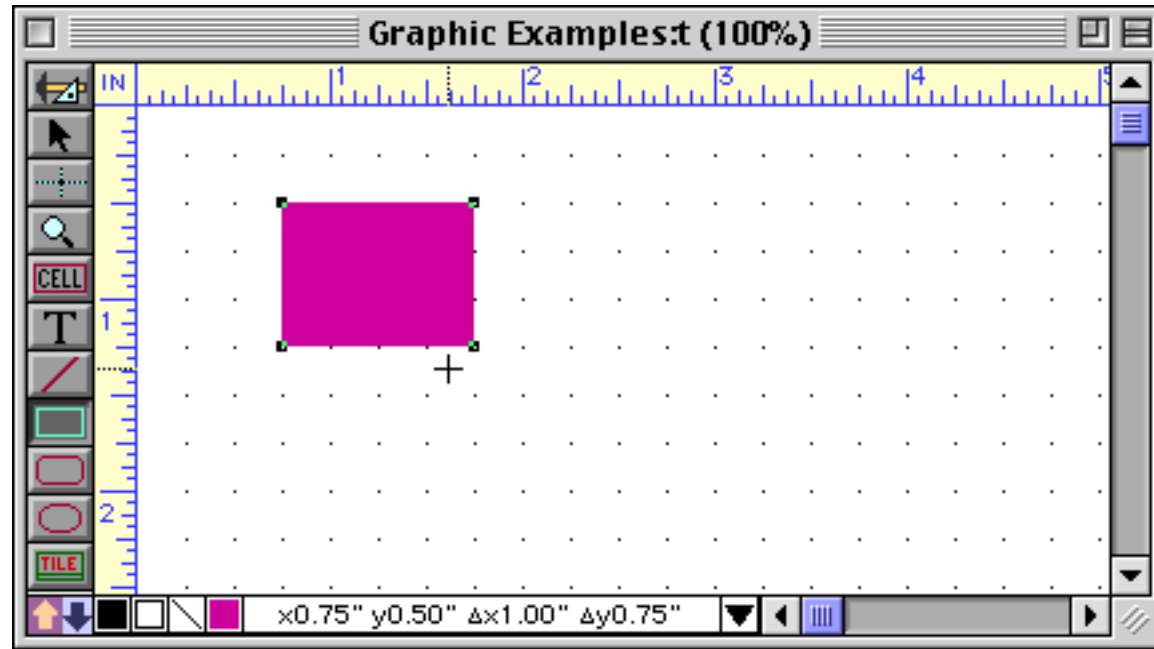 Graphic Examples:t (100%)
IN 1 2 3 4 5
CELL
T
1
2
TILE
x0.75" y0.50" Δx1.00" Δy0.75"